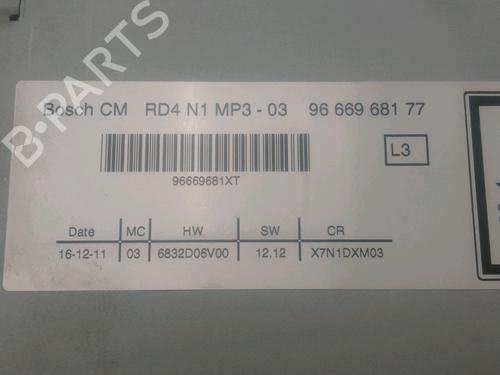 B-PARTS
Bosch CM RD4 N1 MP3 - 03 96 669 681 77
L3
96669681XT
Date MC HW SW CR
16-12-11 03 6832D06V00 12.12 X7N1DXM03